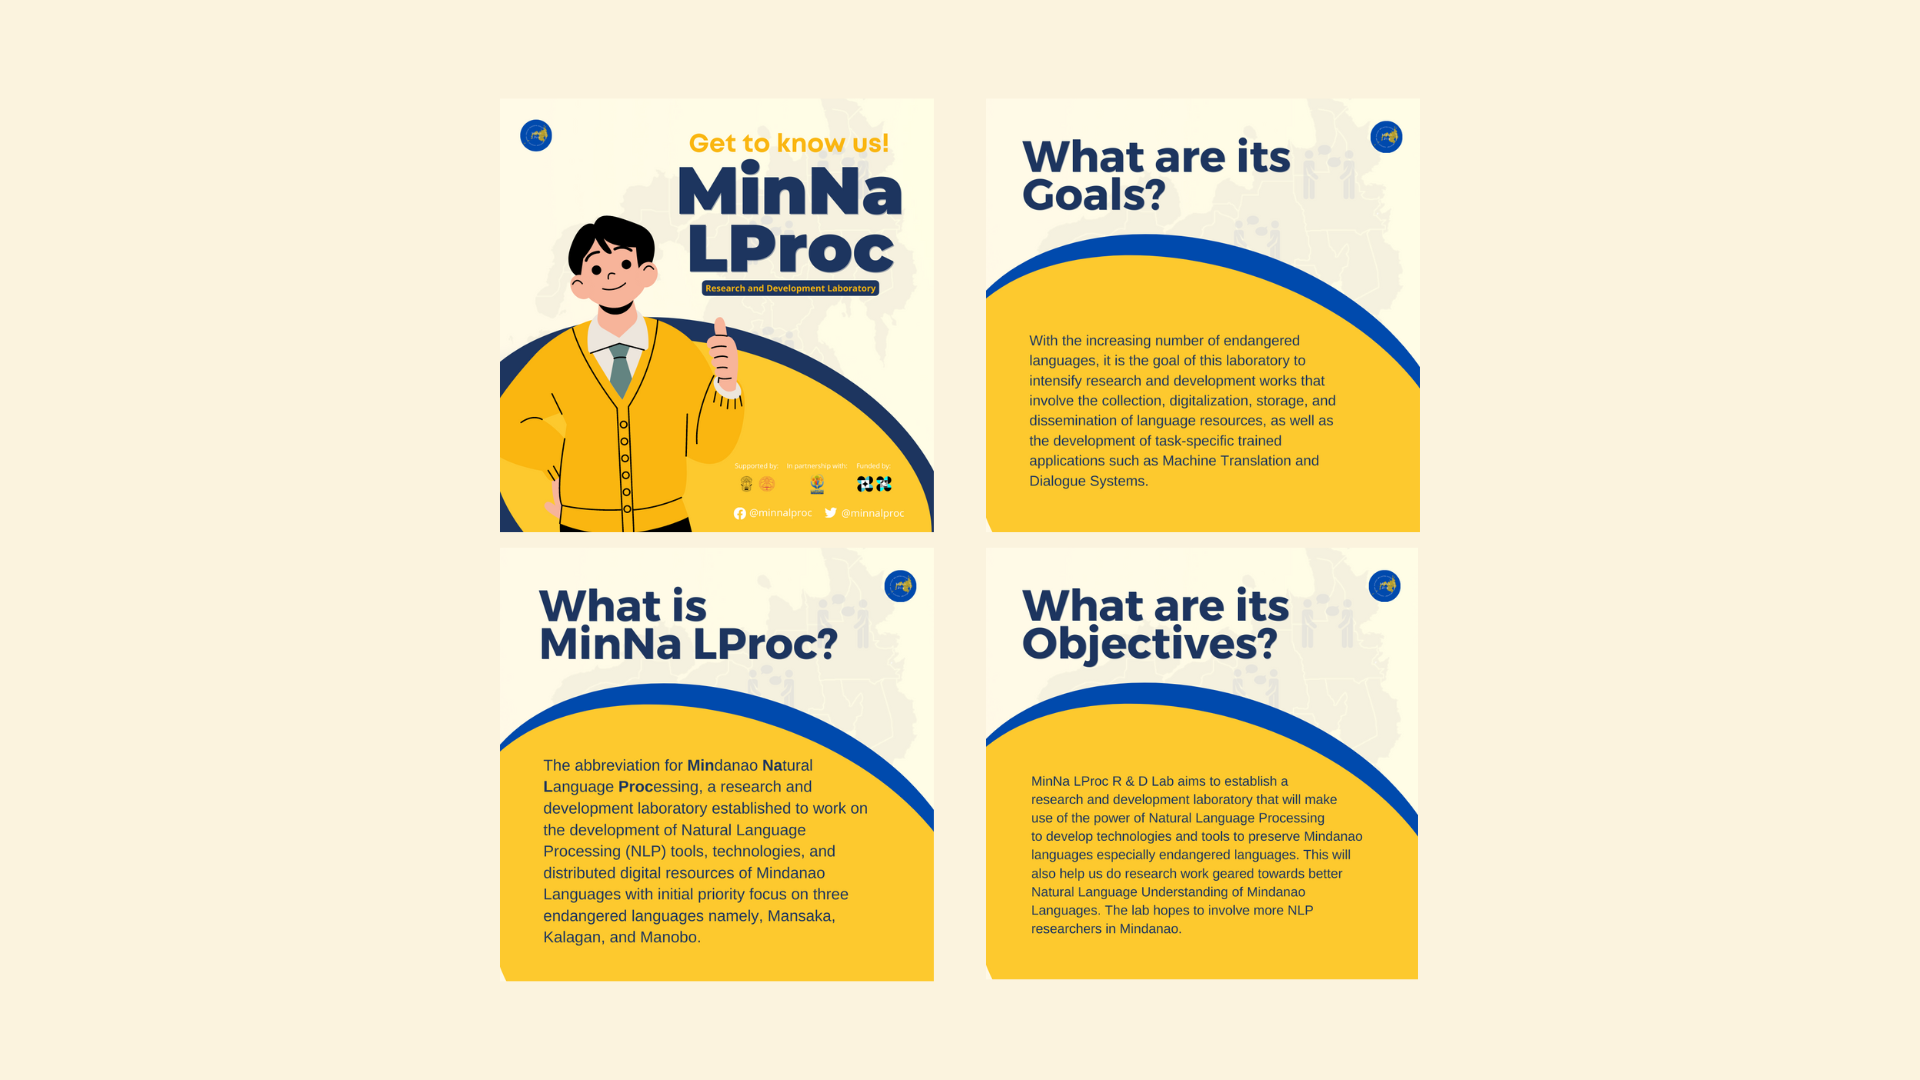 Get to know us!
MinNa
LProc
Research and Development Laboratory
Supported by:
In partnership with:
Funded by:
@minnalproc
@minnalproc
What are its
Goals?
With the increasing number of endangered
languages, it is the goal of this laboratory to
intensify research and development works that
involve the collection, digitalization, storage, and
dissemination of language resources, as well as
the development of task-specific trained
applications such as Machine Translation and
Dialogue Systems.
What is
MinNa LProc?
The abbreviation for Mindanao Natural
Language Processing, a research and
development laboratory established to work on
the development of Natural Language
Processing (NLP) tools, technologies, and
distributed digital resources of Mindanao
Languages with initial priority focus on three
endangered languages namely, Mansaka,
Kalagan, and Manobo.
What are its
Objectives?
MinNa LProc R & D Lab aims to establish a
research and development laboratory that will make
use of the power of Natural Language Processing
to develop technologies and tools to preserve Mindanao
languages especially endangered languages. This will
also help us do research work geared towards better
Natural Language Understanding of Mindanao
Languages. The lab hopes to involve more NLP
researchers in Mindanao.